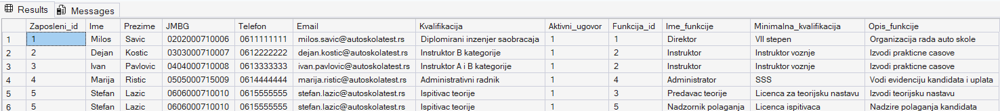 Results Messages
Zaposleni_id Ime Prezime JMBG Telefon Email Kvalifikacija Aktivni_ugovor Funkcija_id Ime_funkcije Minimalna_kvalifikacija Opis_funkcije
1 1 Milos Savic 0202000710006 0611111111 milos.savic@autoskolatest.rs Diplomirani inzenjer saobracaja 1 1 Direktor VII stepen Organizacija rada auto skole
2 2 Dejan Kostic 0303000710007 0612222222 dejan.kostic@autoskolatest.rs Instruktor B kategorije 1 2 Instruktor Instruktor voznje Izvodi prakticne casove
3 3 Ivan Pavlovic 0404000710008 0613333333 ivan.pavlovic@autoskolatest.rs Instruktor A i B kategorije 1 2 Instruktor Instruktor voznje Izvodi prakticne casove
4 4 Marija Ristic 0505000715009 0614444444 marija.ristic@autoskolatest.rs Administrativni radnik 1 4 Administrator SSS Vodi evidenciju kandidata i uplata
5 5 Stefan Lazic 0606000710010 0615555555 stefan.lazic@autoskolatest.rs Ispitivac teorije 1 3 Predavac teorije Licenca za teorijsku nastavu Izvodi teorijsku nastavu
6 5 Stefan Lazic 0606000710010 0615555555 stefan.lazic@autoskolatest.rs Ispitivac teorije 1 5 Nadzornik polaganja Licenca ispitivaca Nadzire polaganja kandidata